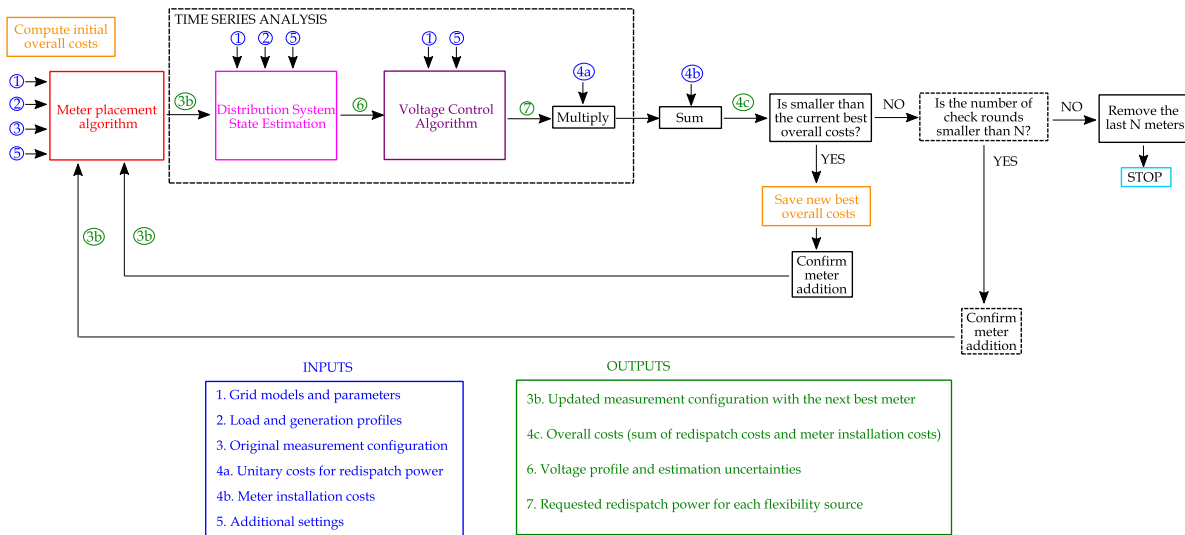 Compute initial
overall costs
TIME SERIES ANALYSIS
1
2
3
5
Meter placement
algorithm
3b
1
2
5
Distribution System
State Estimation
6
1
5
Voltage Control
Algorithm
7
4a
Multiply
4b
Sum
4c
Is smaller than
the current best
overall costs?
NO
Is the number of
check rounds
smaller than N?
NO
Remove the
last N meters
STOP
YES
YES
Save new best
overall costs
3b
3b
Confirm
meter
addition
Confirm
meter
addition
INPUTS
1. Grid models and parameters
2. Load and generation profiles
3. Original measurement configuration
4a. Unitary costs for redispatch power
4b. Meter installation costs
5. Additional settings
OUTPUTS
3b. Updated measurement configuration with the next best meter
4c. Overall costs (sum of redispatch costs and meter installation costs)
6. Voltage profile and estimation uncertainties
7. Requested redispatch power for each flexibility source